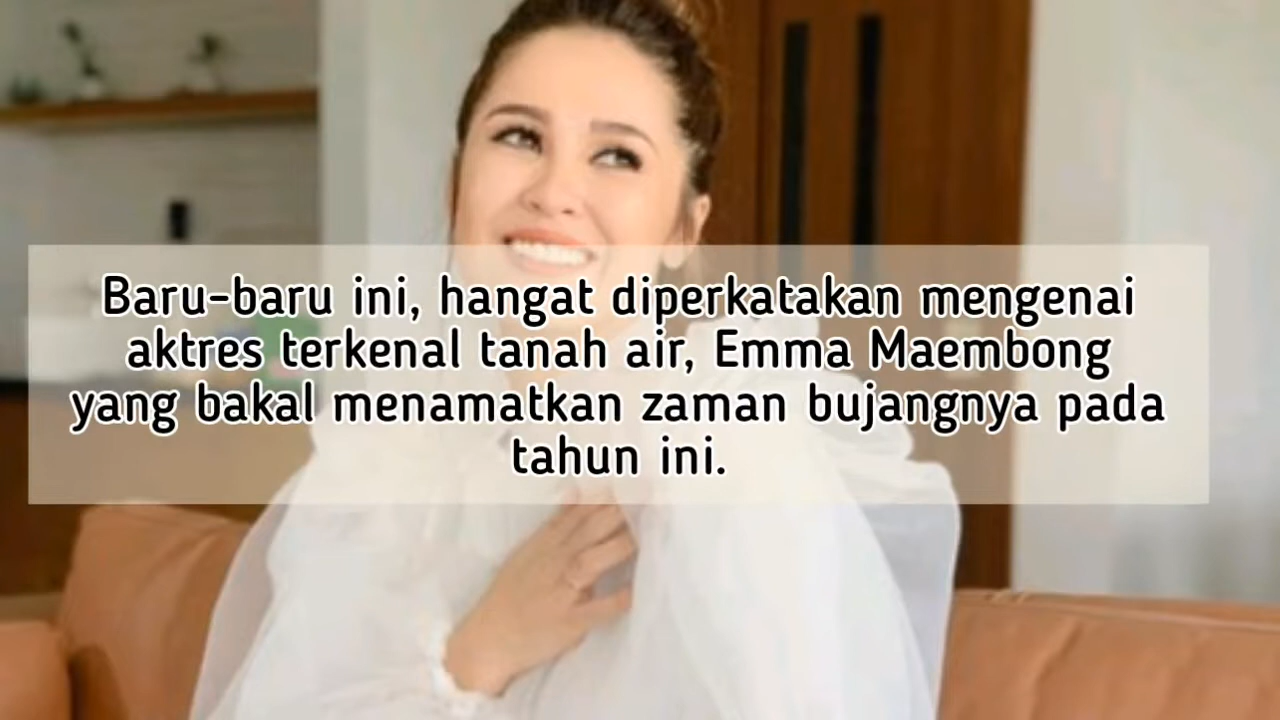 Baru-baru ini, hangat diperkatakan mengenai
aktres terkenal tanah air, Emma Maembong
yang bakal menamatkan zaman bujangnya pada
tahun ini.